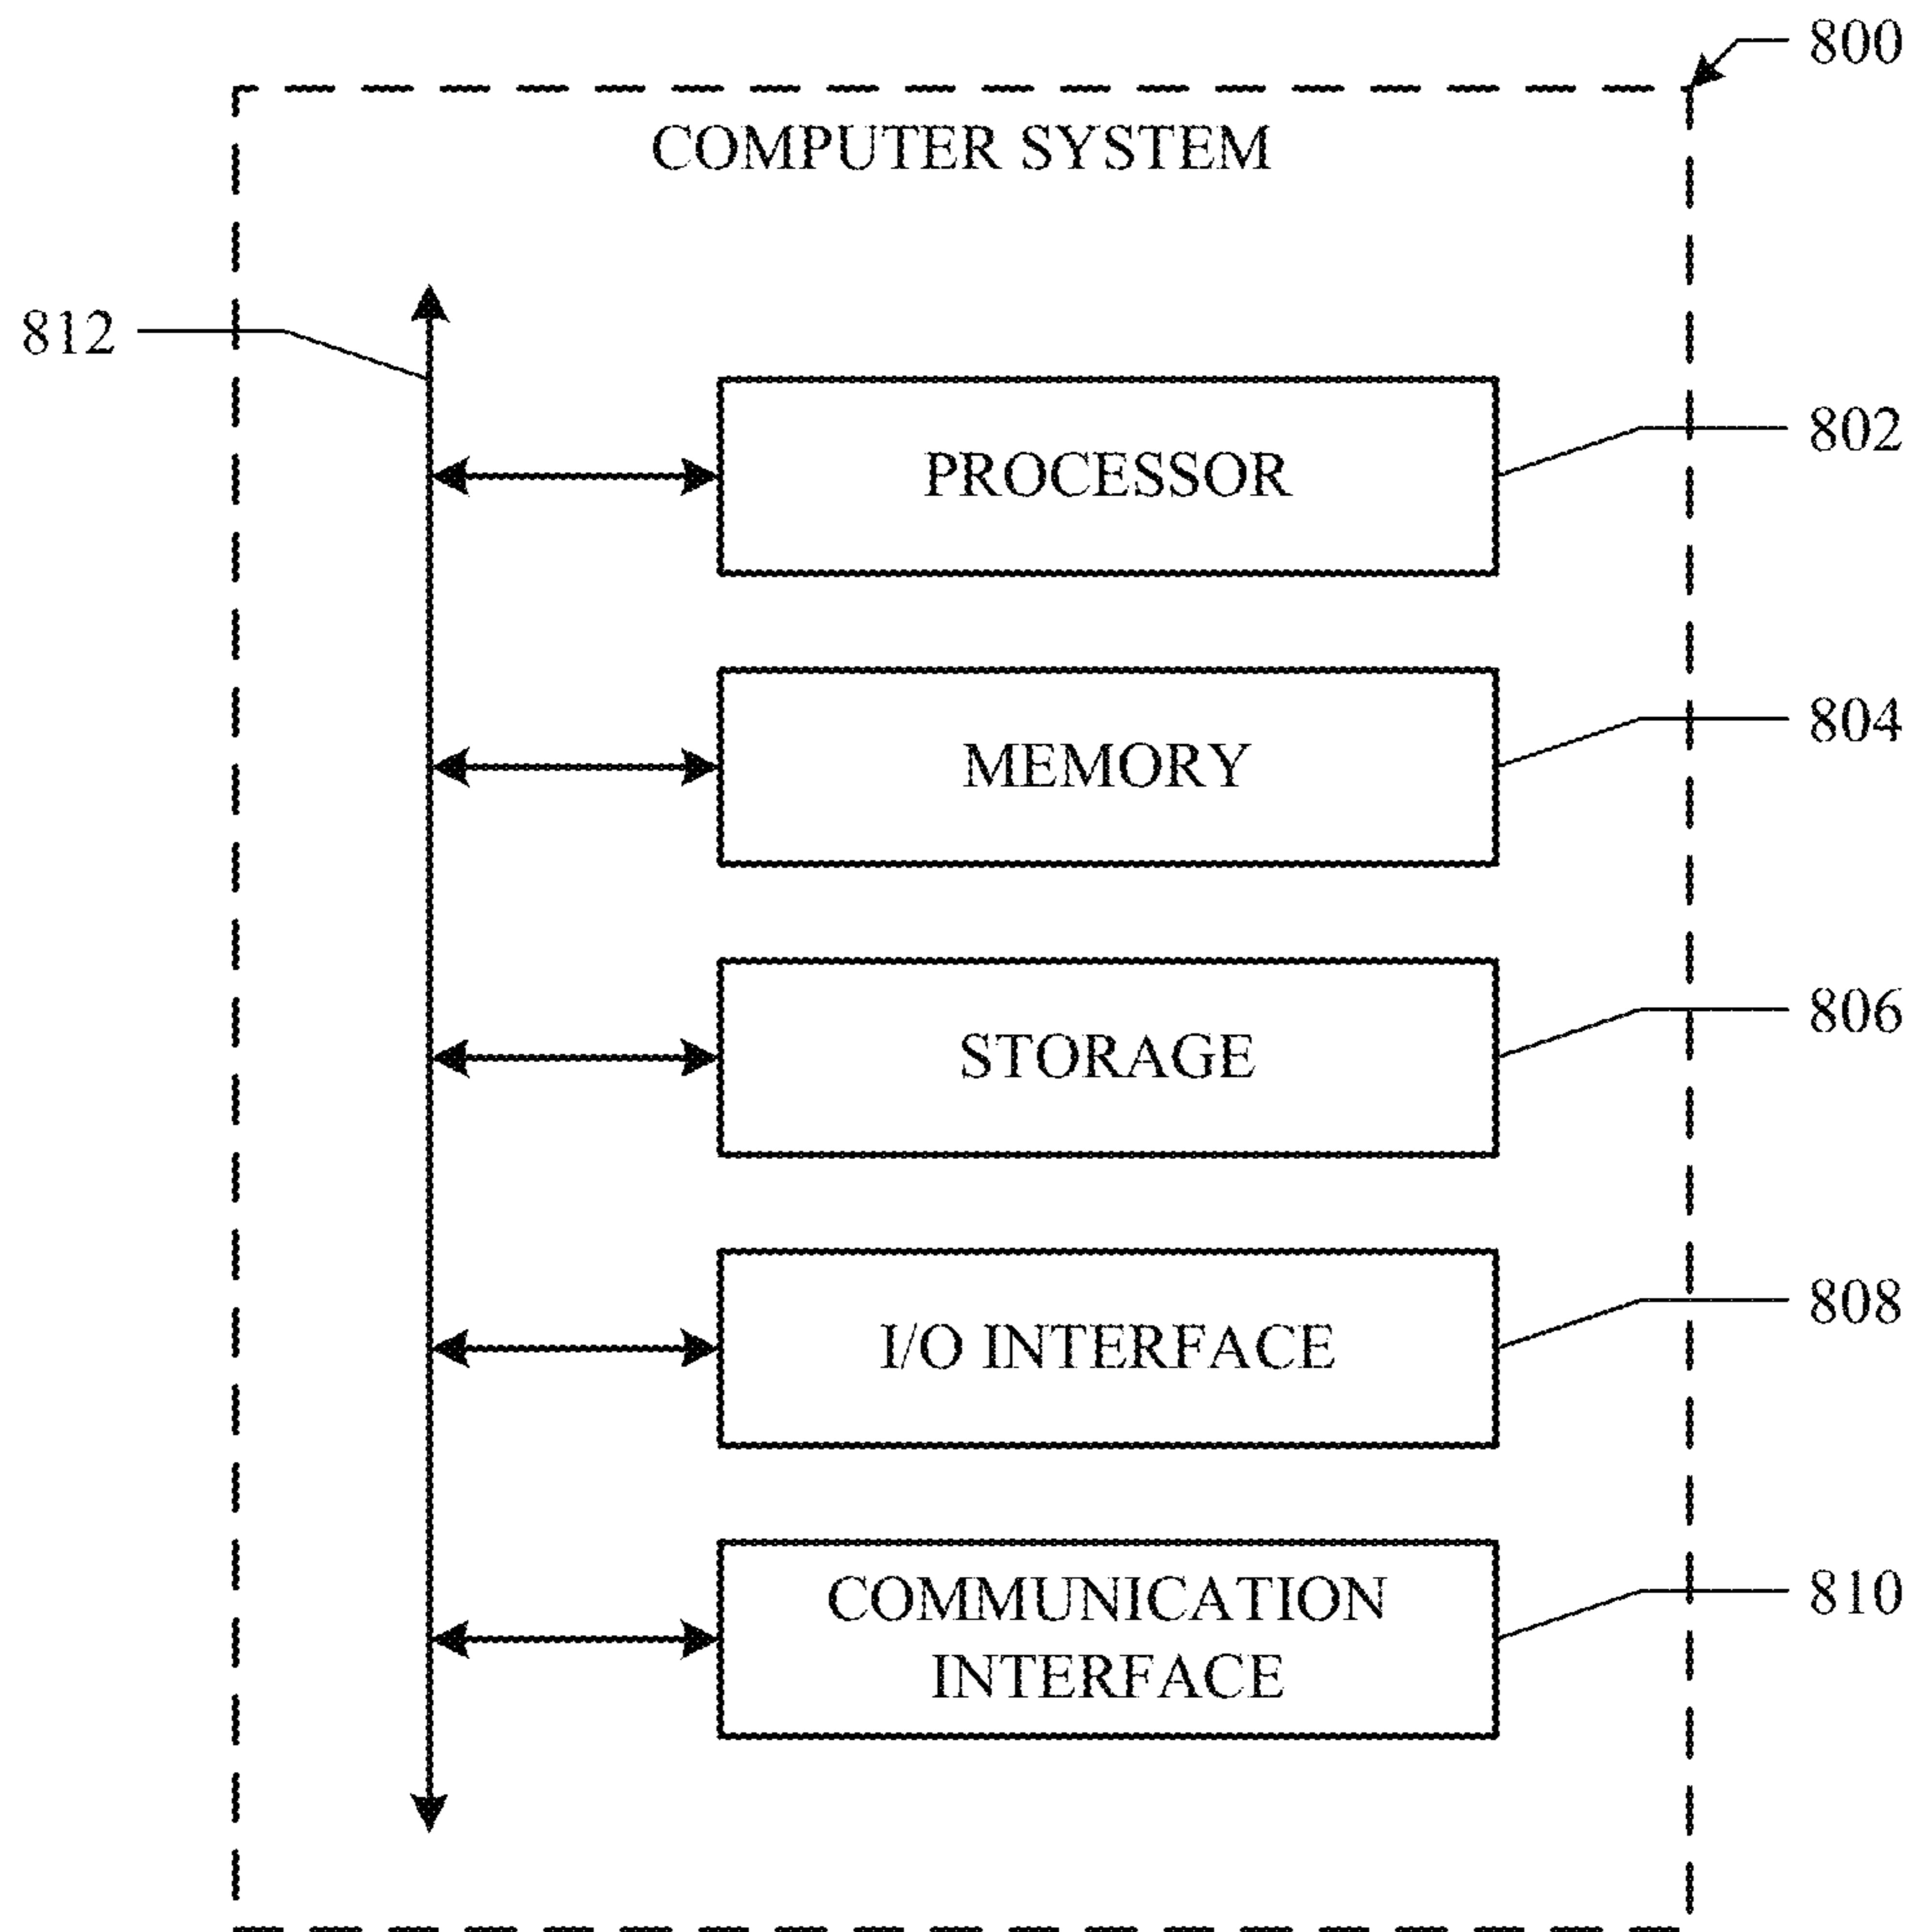 800
COMPUTER SYSTEM
812
802
PROCESSOR
804
MEMORY
806
STORAGE
808
I/O INTERFACE
810
COMMUNICATION
INTERFACE